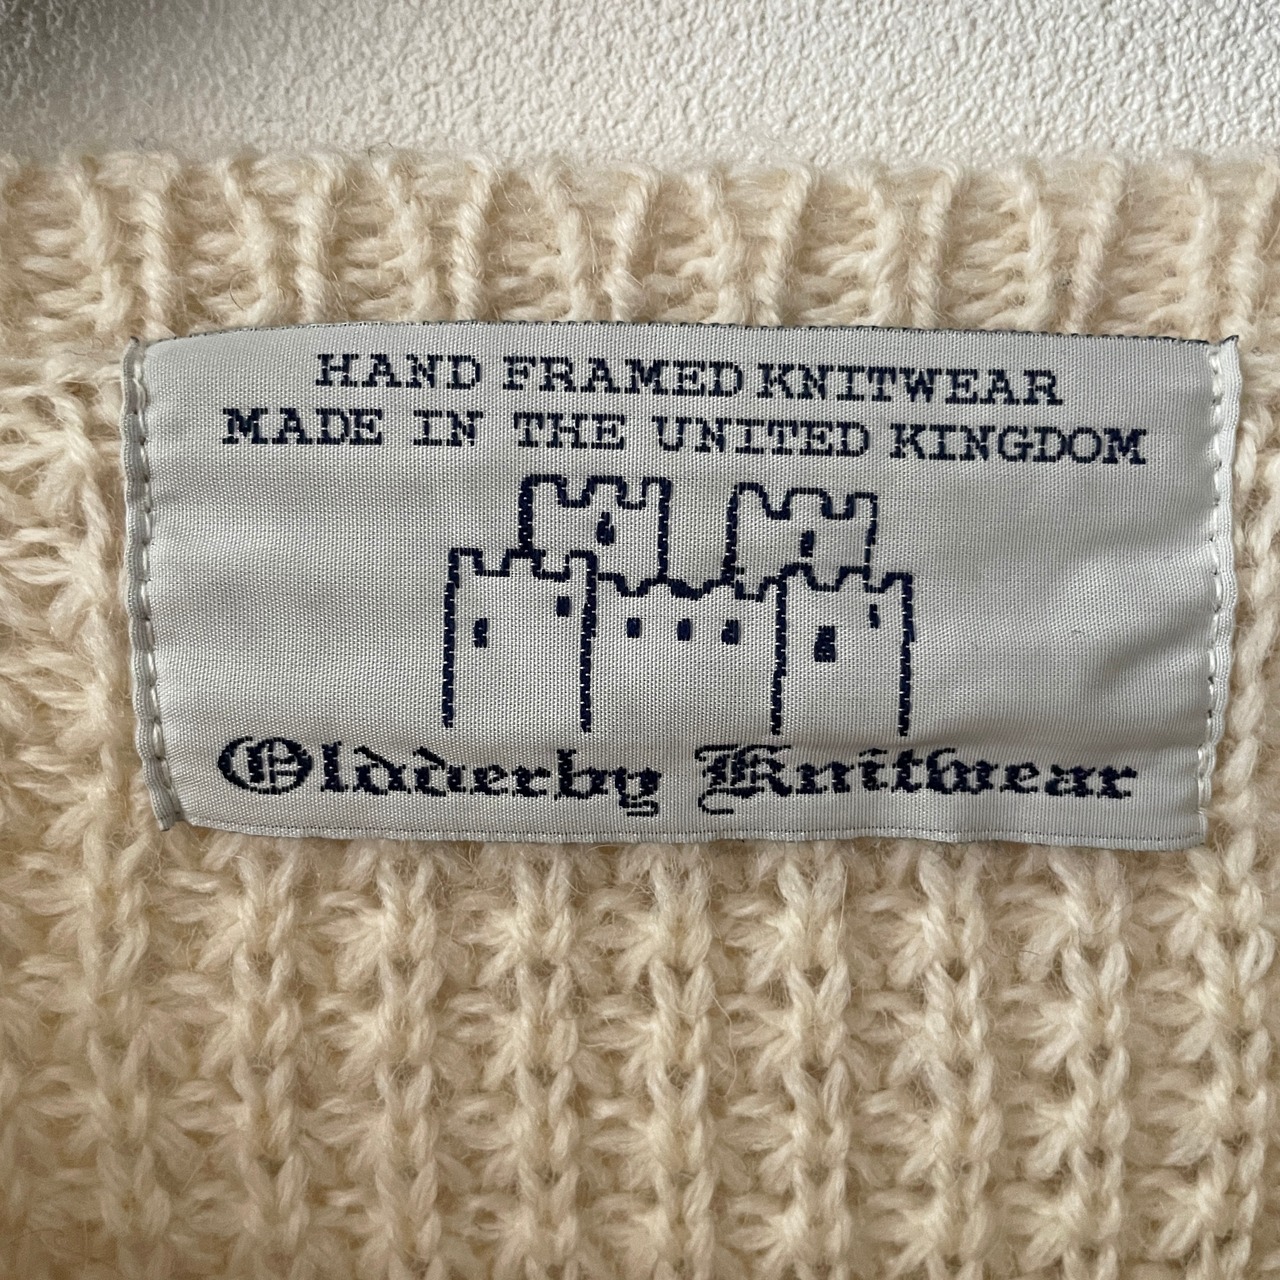 HAND FRAMED KNITWEAR
MADE IN THE UNITED KINGDOM
Oldderby Knitwear